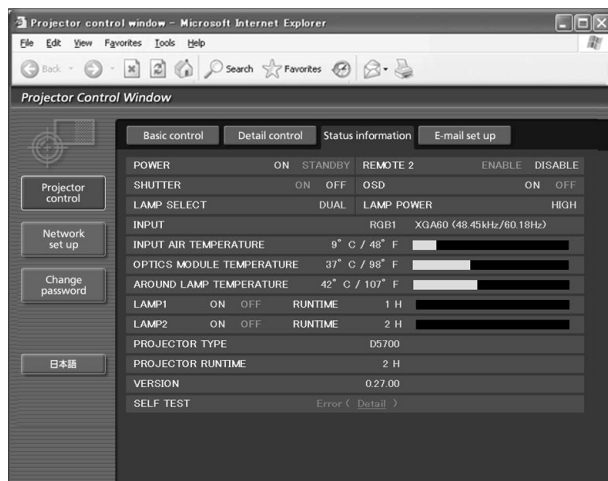 Projector control window - Microsoft Internet Explorer
File Edit View Favorites Tools Help
Back Search Favorites
Projector Control Window
Basic control Detail control Status information E-mail set up
POWER ON STANDBY REMOTE 2 ENABLE DISABLE
SHUTTER ON OFF OSD ON OFF
LAMP SELECT DUAL LAMP POWER HIGH
INPUT RGB1 XGA60 (48.45kHz/60.18Hz)
INPUT AIR TEMPERATURE 9° C / 48° F
OPTICS MODULE TEMPERATURE 37° C / 98° F
AROUND LAMP TEMPERATURE 42° C / 107° F
LAMP1 ON OFF RUNTIME 1 H
LAMP2 ON OFF RUNTIME 2 H
PROJECTOR TYPE D5700
PROJECTOR RUNTIME 2 H
VERSION 0.27.00
SELF TEST Error ( Detail )
Projector
control
Network
set up
Change
password
日本語